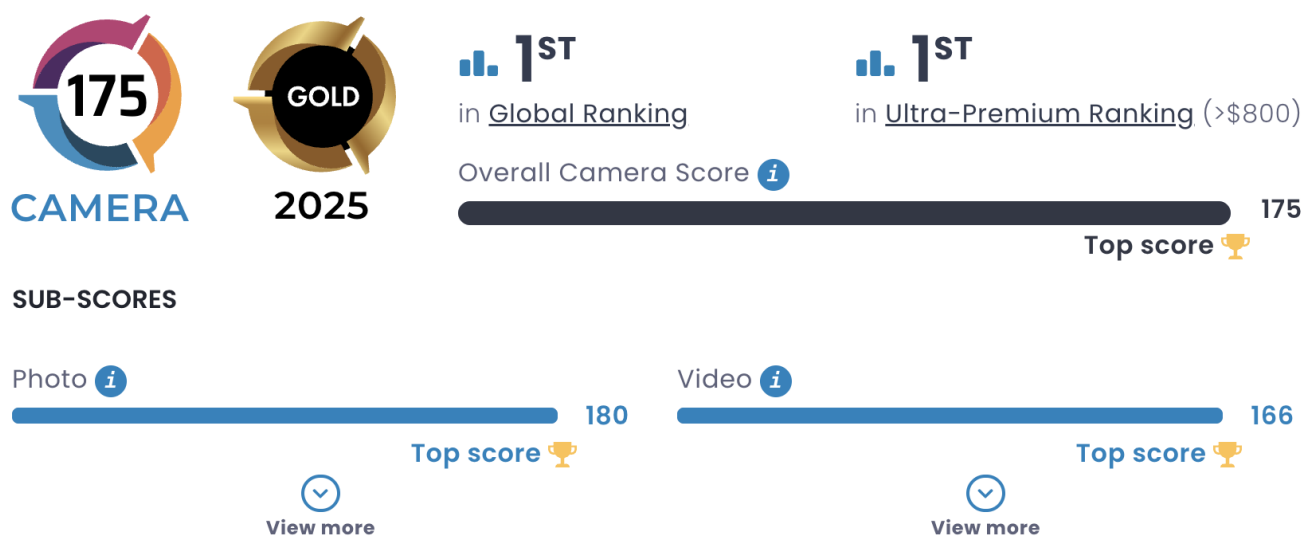 175
CAMERA
GOLD
2025
1ST
in Global Ranking
1ST
in Ultra-Premium Ranking (>$800)
Overall Camera Score i
175
Top score
SUB-SCORES
Photo i
180
Top score
View more
Video i
166
Top score
View more